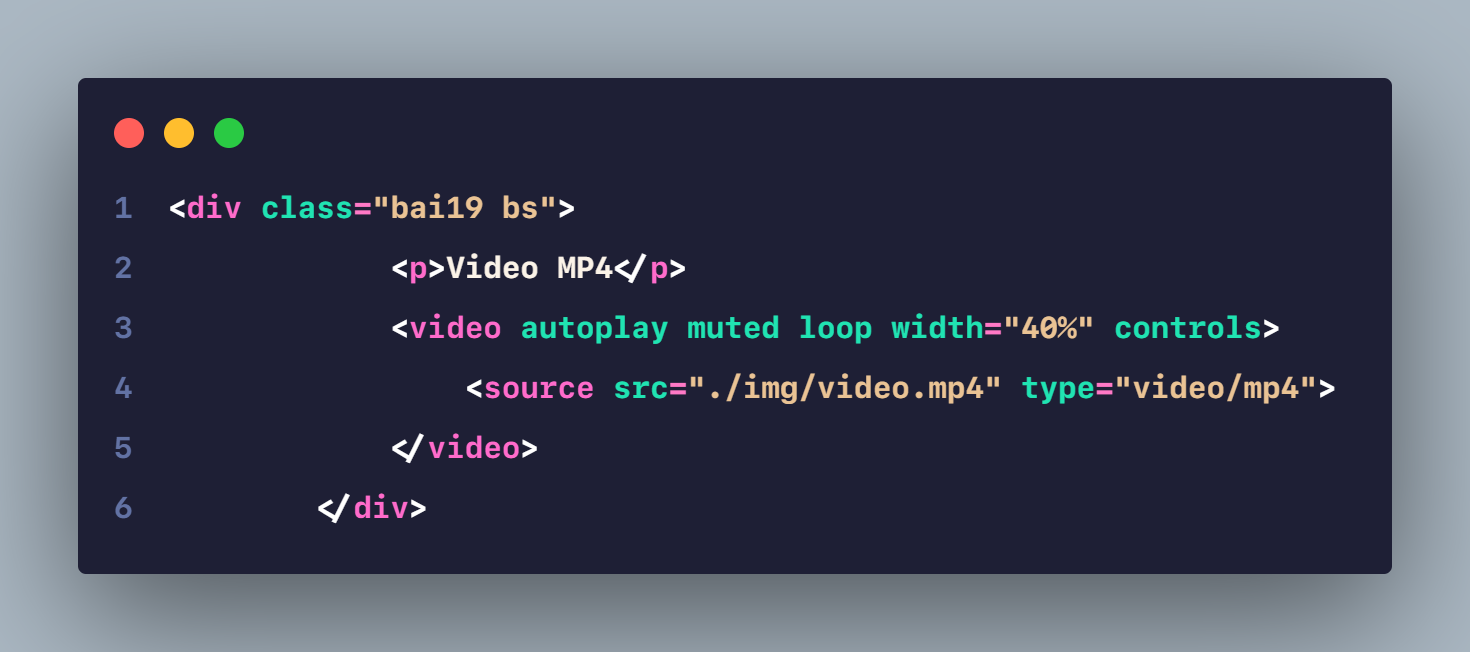 1 <div class="bai19 bs">
2 <p>Video MP4</p>
3 <video autoplay muted loop width="40%" controls>
4 <source src="./img/video.mp4" type="video/mp4">
5 </video>
6 </div>